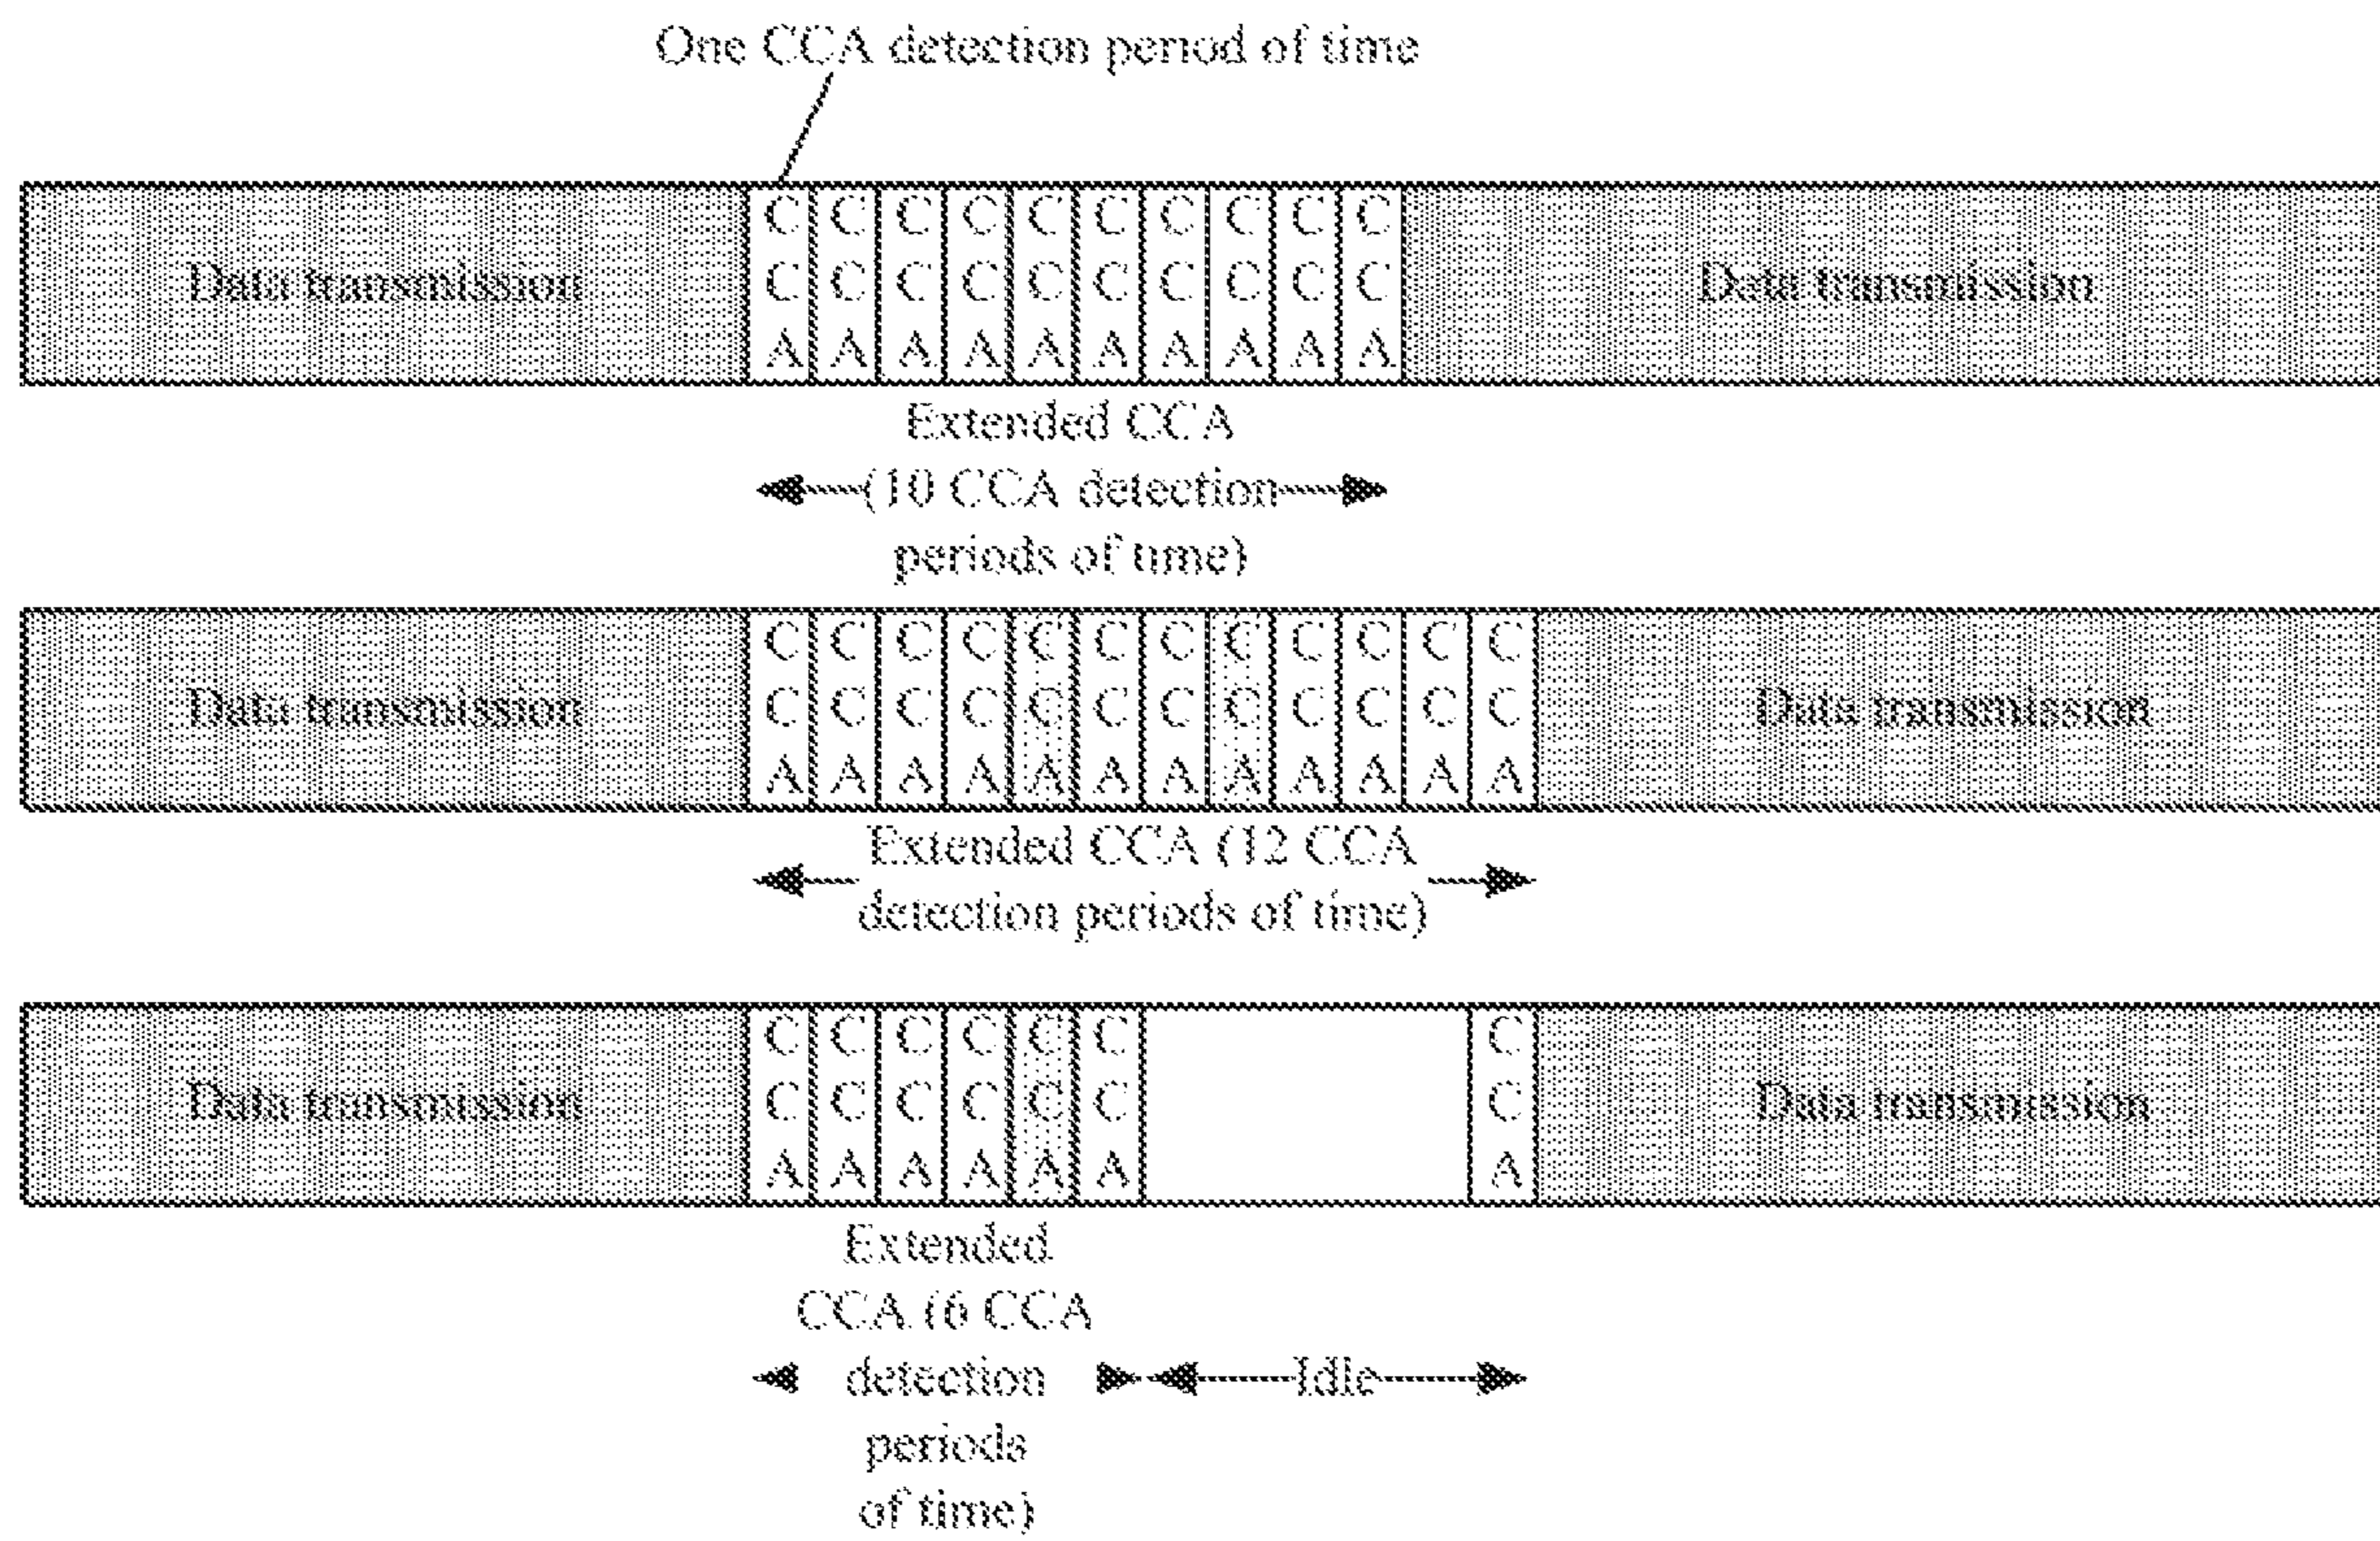 One CCA detection period of time
C C C C C C C C C C
Data transmission C C C C C C C C C C Data transmission
A A A A A A A A A A
Extended CCA
(10 CCA detection
periods of time)
C C C C C C C C C C C C
Data transmission C C C C C C C C C C C C Data transmission
A A A A A A A A A A A A
Extended CCA (12 CCA
detection periods of time)
C C C C C C C
Data transmission C C C C C C C Data transmission
A A A A A A A
Extended
CCA (6 CCA
detection Idle
periods
of time)